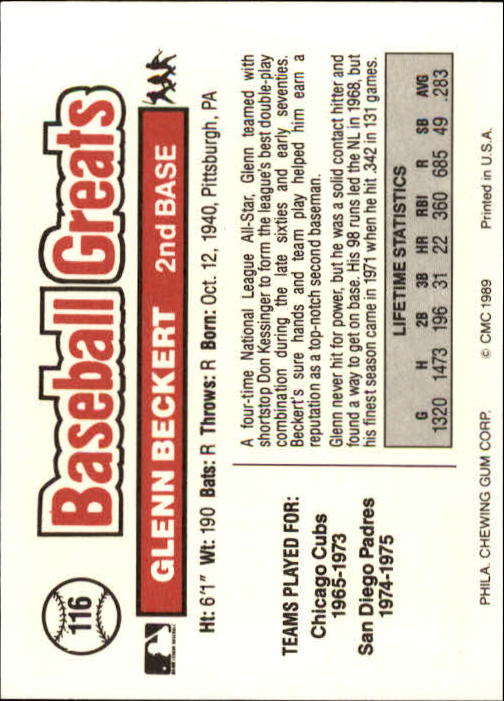 116
Baseball Greats
GLENN BECKERT 2nd BASE
Ht: 6'1" Wt: 190 Bats: R Throws: R Born: Oct. 12, 1940, Pittsburgh, PA
TEAMS PLAYED FOR:
Chicago Cubs
1965-1973
San Diego Padres
1974-1975
A four-time National League All-Star, Glenn teamed with
shortstop Don Kessinger to form the league's best double-play
combination during the late sixties and early seventies.
Beckert's sure hands and team play helped him earn a
reputation as a top-notch second baseman.
Glenn never hit for power, but he was a solid contact hitter and
found a way to get on base. His 98 runs led the NL in 1968, but
his finest season came in 1971 when he hit .342 in 131 games.
LIFETIME STATISTICS
G H 2B 3B HR RBI R SB AVG
1320 1473 196 31 22 360 685 49 .283
PHILA. CHEWING GUM CORP. © CMC 1989 Printed in U.S.A.